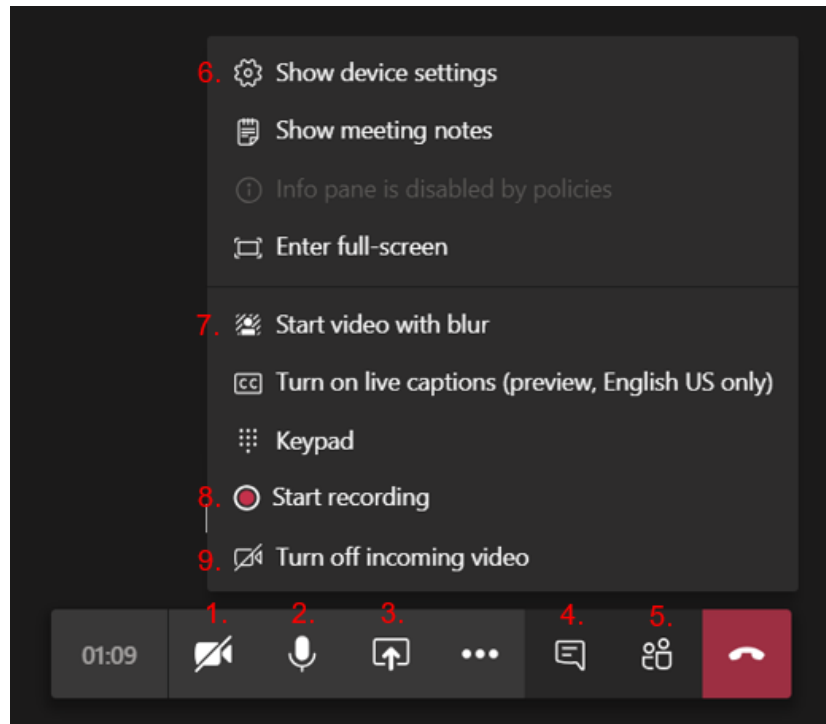 6. Show device settings
Show meeting notes
Info pane is disabled by policies
Enter full-screen
7. Start video with blur
CC Turn on live captions (preview, English US only)
Keypad
8. Start recording
9. Turn off incoming video
1. 2. 3. 4. 5.
01:09